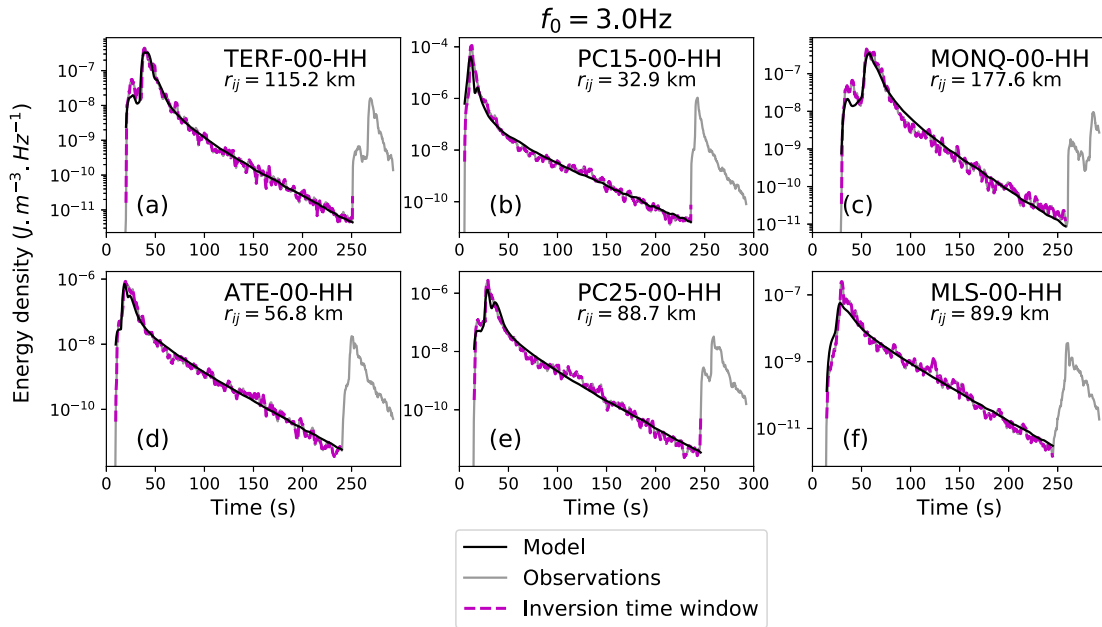 f₀ = 3.0Hz
Energy density (J.m⁻³.Hz⁻¹)
TERF-00-HH
r_ij = 115.2 km
(a)
10⁻⁷
10⁻⁸
10⁻⁹
10⁻¹⁰
10⁻¹¹
0 50 100 150 200 250
PC15-00-HH
r_ij = 32.9 km
(b)
10⁻⁴
10⁻⁶
10⁻⁸
10⁻¹⁰
0 50 100 150 200 250 300
MONQ-00-HH
r_ij = 177.6 km
(c)
10⁻⁷
10⁻⁸
10⁻⁹
10⁻¹⁰
10⁻¹¹
0 50 100 150 200 250
ATE-00-HH
r_ij = 56.8 km
(d)
10⁻⁶
10⁻⁸
10⁻¹⁰
0 50 100 150 200 250
Time (s)
PC25-00-HH
r_ij = 88.7 km
(e)
10⁻⁶
10⁻⁸
10⁻¹⁰
0 50 100 150 200 250 300
Time (s)
MLS-00-HH
r_ij = 89.9 km
(f)
10⁻⁷
10⁻⁹
10⁻¹¹
0 50 100 150 200 250
Time (s)
Model
Observations
Inversion time window